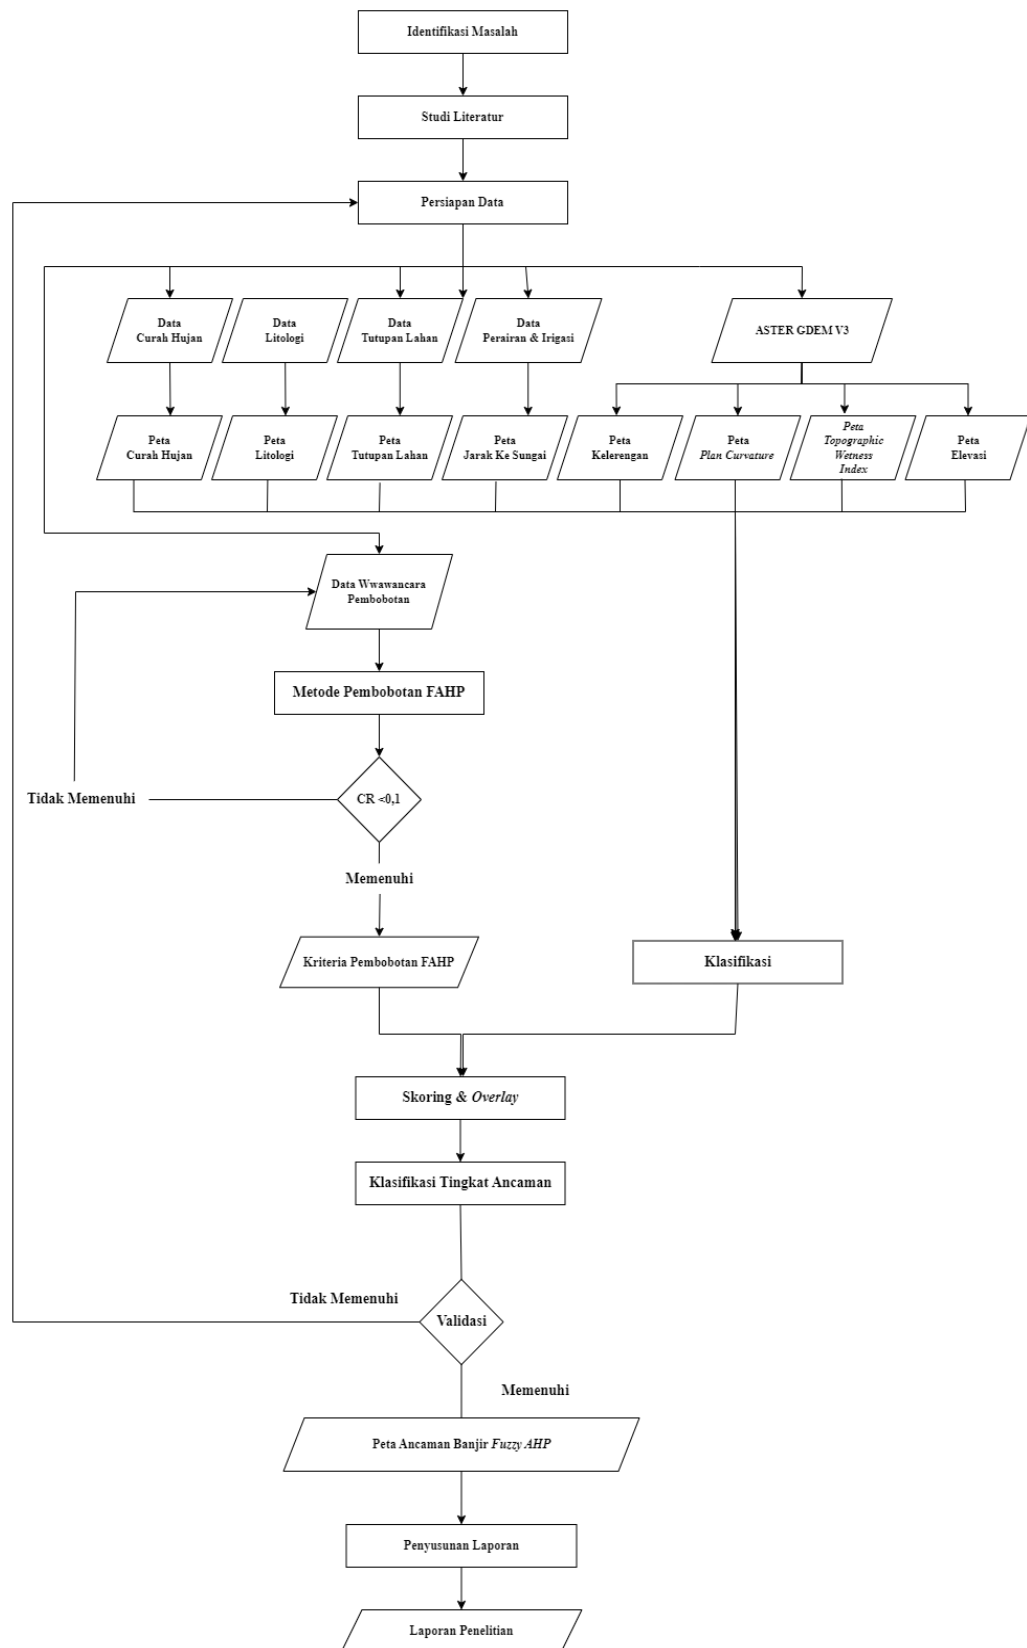 Identifikasi Masalah
Studi Literatur
Persiapan Data
Data
Curah Hujan
Data
Litologi
Data
Tutupan Lahan
Data
Perairan & Irigasi
ASTER GDEM V3
Peta
Curah Hujan
Peta
Litologi
Peta
Tutupan Lahan
Peta
Jarak Ke Sungai
Peta
Kelerengan
Peta
Plan Curvature
Peta
Topographic
Wetness
Index
Peta
Elevasi
Data Wwawancara
Pembobotan
Metode Pembobotan FAHP
Tidak Memenuhi
CR <0,1
Memenuhi
Kriteria Pembobotan FAHP
Klasifikasi
Skoring & Overlay
Klasifikasi Tingkat Ancaman
Tidak Memenuhi
Validasi
Memenuhi
Peta Ancaman Banjir Fuzzy AHP
Penyusunan Laporan
Laporan Penelitian